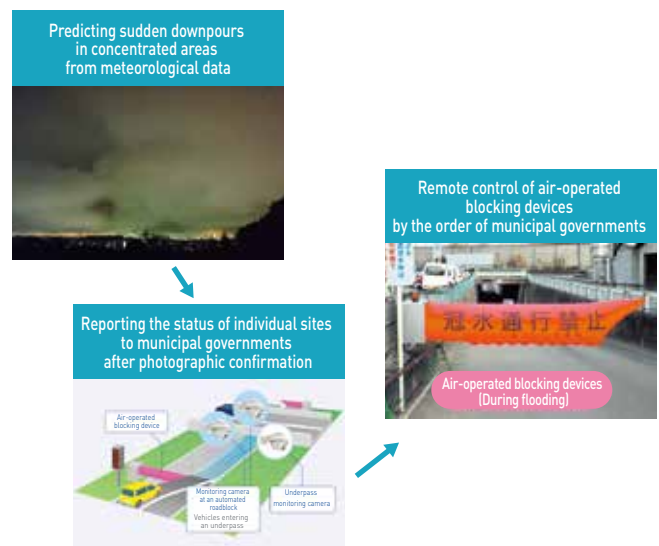 Predicting sudden downpours
in concentrated areas
from meteorological data
Reporting the status of individual sites
to municipal governments
after photographic confirmation
Air-operated
blocking device
Monitoring camera
at an automated
roadblock
Vehicles entering
an underpass
Underpass
monitoring camera
Remote control of air-operated
blocking devices
by the order of municipal governments
冠水通行禁止
Air-operated blocking devices
(During flooding)